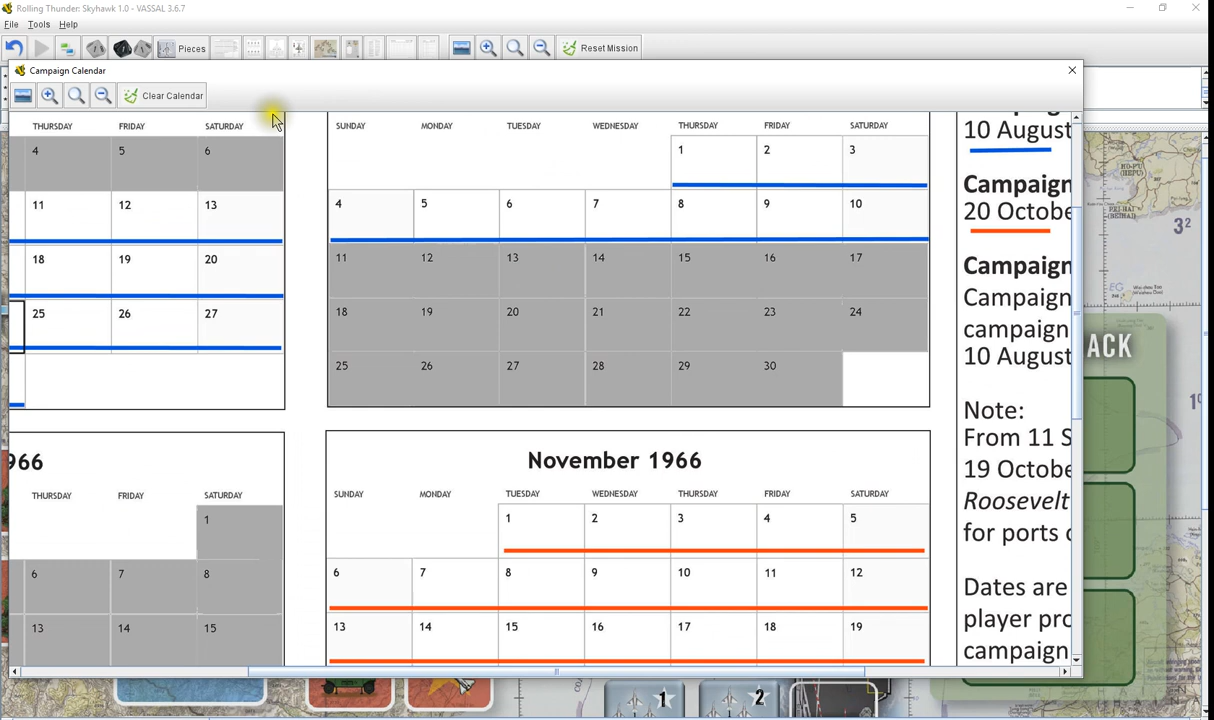 Rolling Thunder: Skyhawk 1.0 - VASSAL 3.6.7
File Tools Help
Pieces
Reset Mission
Campaign Calendar
Clear Calendar
THURSDAY FRIDAY SATURDAY
4 5 6
11 12 13
18 19 20
25 26 27
SUNDAY MONDAY TUESDAY WEDNESDAY THURSDAY FRIDAY SATURDAY
1 2 3
4 5 6 7 8 9 10
11 12 13 14 15 16 17
18 19 20 21 22 23 24
25 26 27 28 29 30
966
THURSDAY FRIDAY SATURDAY
1
6 7 8
13 14 15
November 1966
SUNDAY MONDAY TUESDAY WEDNESDAY THURSDAY FRIDAY SATURDAY
1 2 3 4 5
6 7 8 9 10 11 12
13 14 15 16 17 18 19
10 August
Campaign
20 Octobe
Campaign
Campaign
campaign
10 August
Note:
From 11 S
19 Octobe
Roosevelt
for ports o
Dates are
player pro
campaign
HO-P'U
(HEPU)
PEI-HAI
(BEIHAI)
3²
EG
ACK
1
2